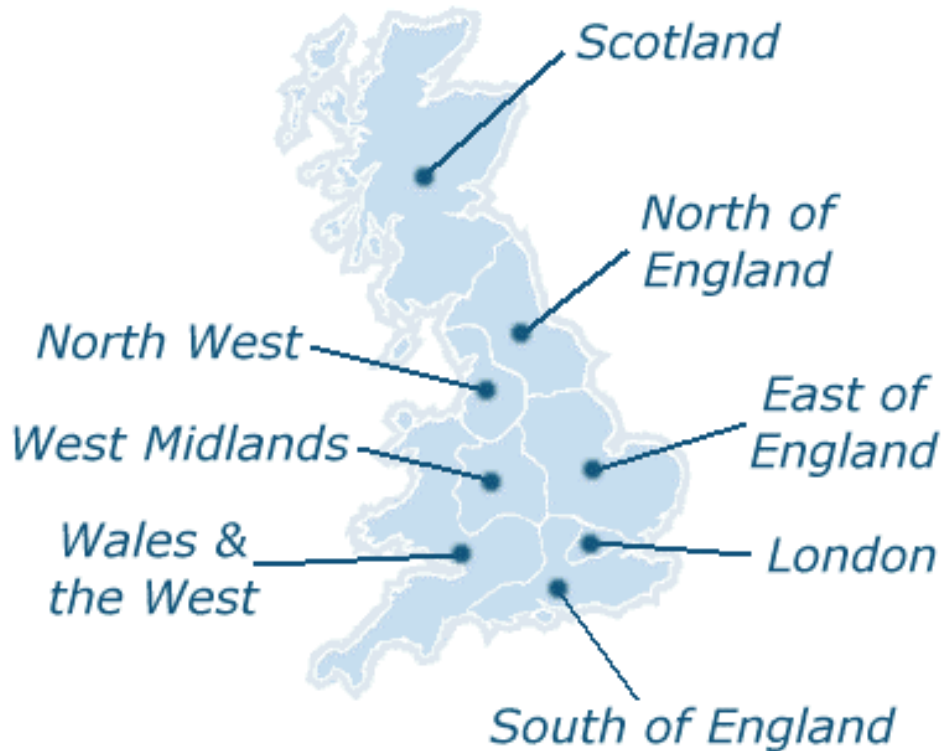 Scotland
North of
England
North West
East of
England
West Midlands
Wales &
the West
London
South of England